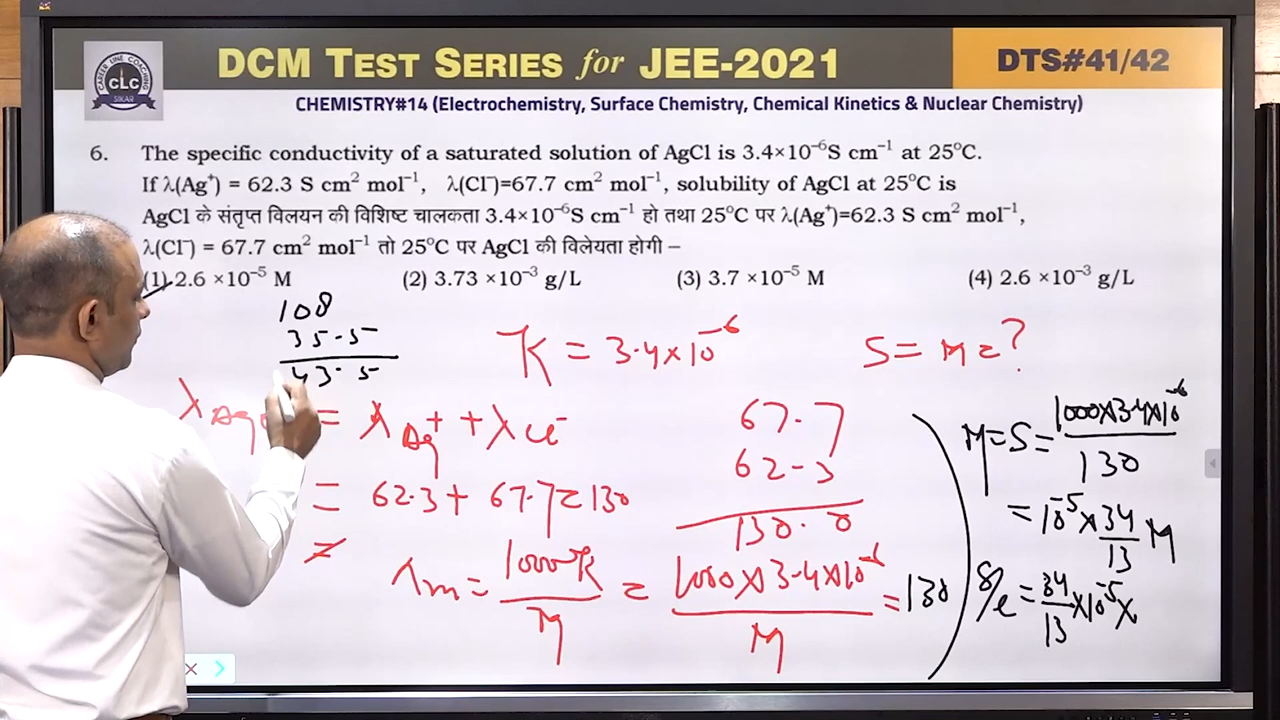 DCM TEST SERIES for JEE-2021
DTS#41/42
CAREER LINE COACHING
CLC
SIKAR
CHEMISTRY#14 (Electrochemistry, Surface Chemistry, Chemical Kinetics & Nuclear Chemistry)
6. The specific conductivity of a saturated solution of AgCl is 3.4×10⁻⁶S cm⁻¹ at 25°C.
If λ(Ag⁺) = 62.3 S cm² mol⁻¹, λ(Cl⁻)=67.7 cm² mol⁻¹, solubility of AgCl at 25°C is
AgCl के संतृप्त विलयन की विशिष्ट चालकता 3.4×10⁻⁶S cm⁻¹ हो तथा 25°C पर λ(Ag⁺)=62.3 S cm² mol⁻¹,
λ(Cl⁻) = 67.7 cm² mol⁻¹ तो 25°C पर AgCl की विलेयता होगी –
(1) 2.6 ×10⁻⁵ M (2) 3.73 ×10⁻³ g/L (3) 3.7 ×10⁻⁵ M (4) 2.6 ×10⁻³ g/L
108
35.5
43.5
K = 3.4×10⁻⁶
S = M = ?
= λAg⁺ + λCl⁻
= 62.3 + 67.7 = 130
=
67.7
62.3
130.0
λm = 1000K/M = 1000×3.4×10⁻⁶/M = 130
M = S = 1000×3.4×10⁻⁶/130
= 10⁻⁵ × 34/13 M
g/l = 34/13 × 10⁻⁵ ×